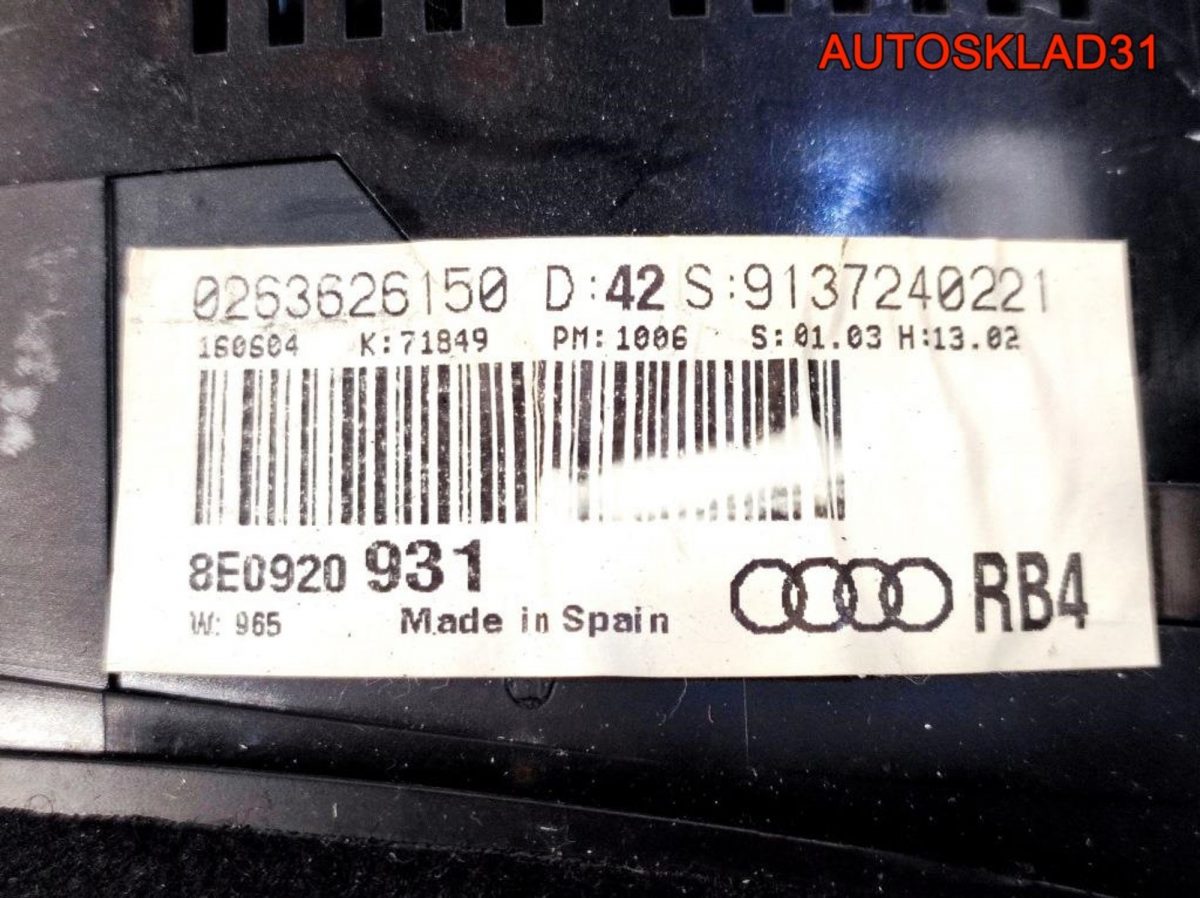 AUTOSKLAD31
0263626150 D:42 S:9137240221
160604 K:71849 PM:1006 S:01.03 H:13.02
8E0920 931
W: 965 Made in Spain RB4